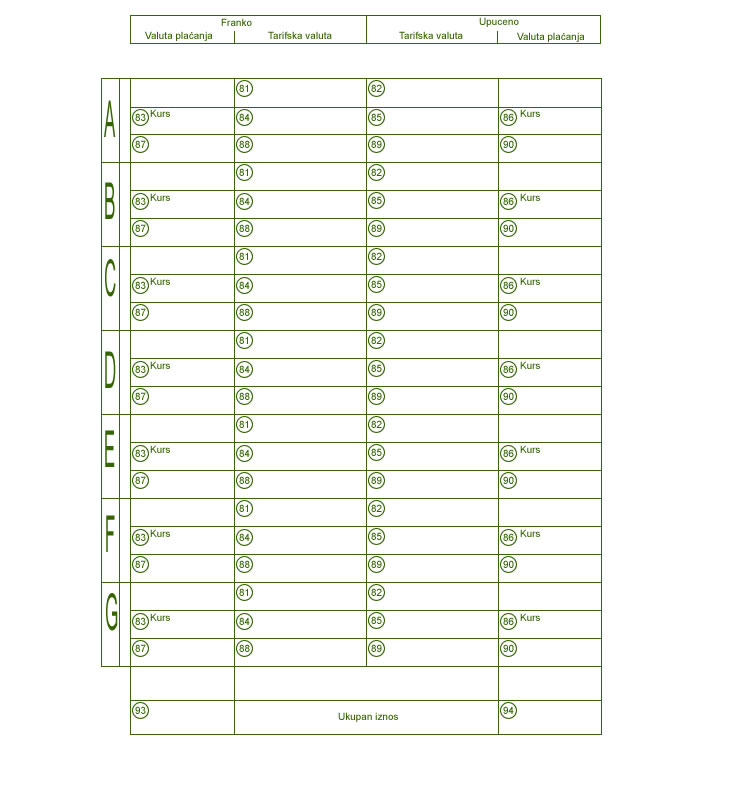 Franko Upuceno
Valuta plaćanja Tarifska valuta Tarifska valuta Valuta plaćanja
81 82
A
83 Kurs 84 85 86 Kurs
87 88 89 90
81 82
B
83 Kurs 84 85 86 Kurs
87 88 89 90
81 82
C
83 Kurs 84 85 86 Kurs
87 88 89 90
81 82
D
83 Kurs 84 85 86 Kurs
87 88 89 90
81 82
E
83 Kurs 84 85 86 Kurs
87 88 89 90
81 82
F
83 Kurs 84 85 86 Kurs
87 88 89 90
81 82
G
83 Kurs 84 85 86 Kurs
87 88 89 90
93 Ukupan iznos 94